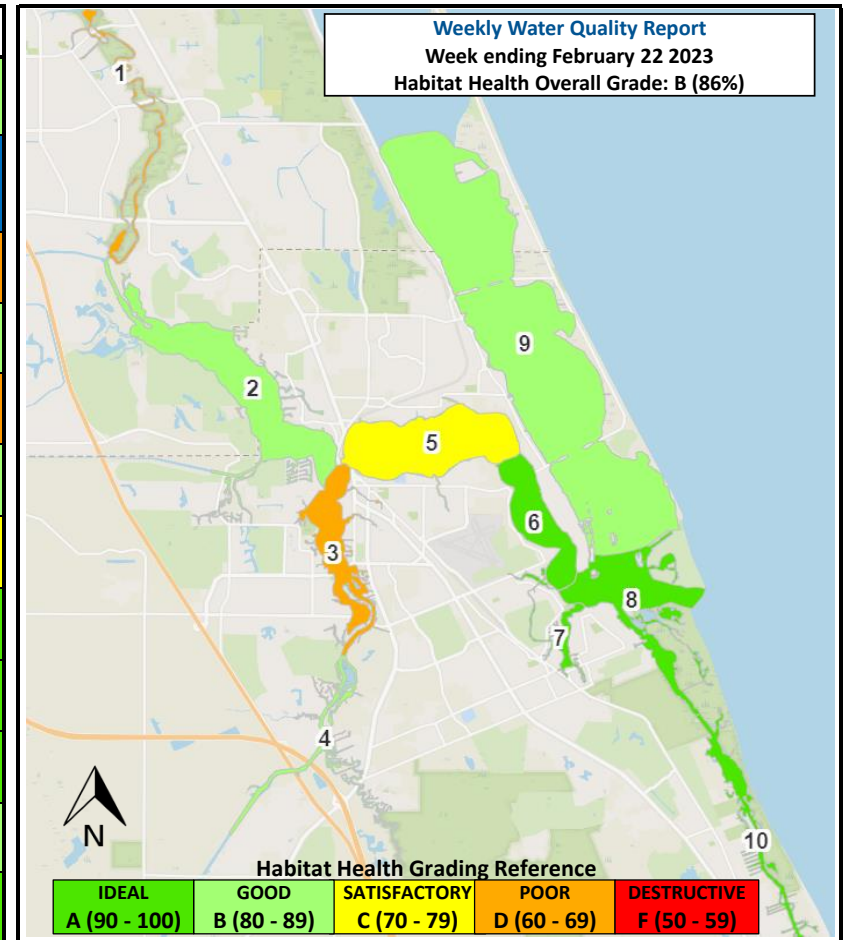 Weekly Water Quality Report
Week ending February 22 2023
Habitat Health Overall Grade: B (86%)
1
2
9
5
6
3
8
7
4
10
N
Habitat Health Grading Reference
IDEAL GOOD SATISFACTORY POOR DESTRUCTIVE
A (90 - 100) B (80 - 89) C (70 - 79) D (60 - 69) F (50 - 59)